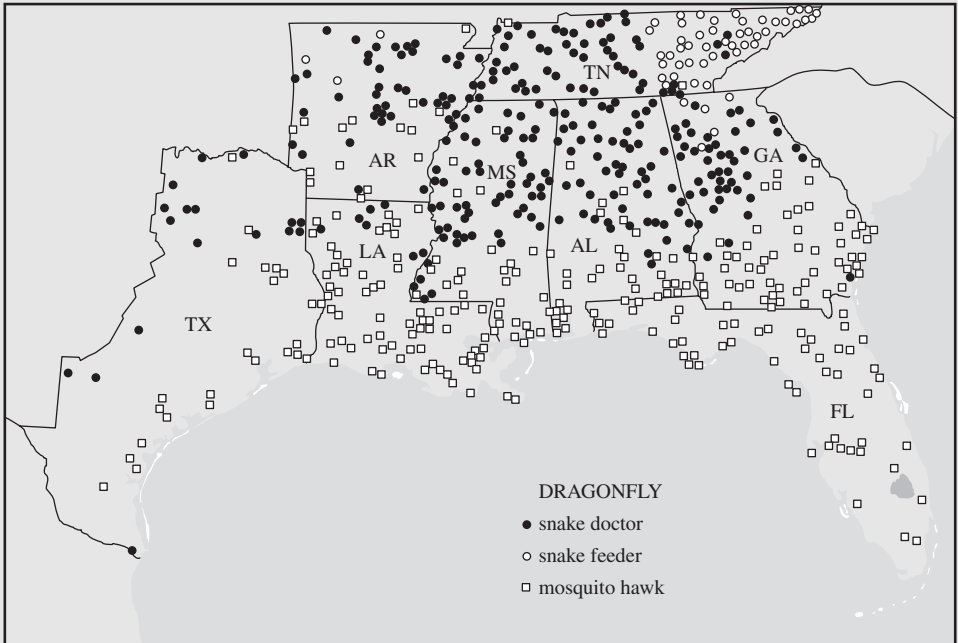 TN
AR
MS
GA
AL
LA
TX
FL
DRAGONFLY
snake doctor
snake feeder
mosquito hawk